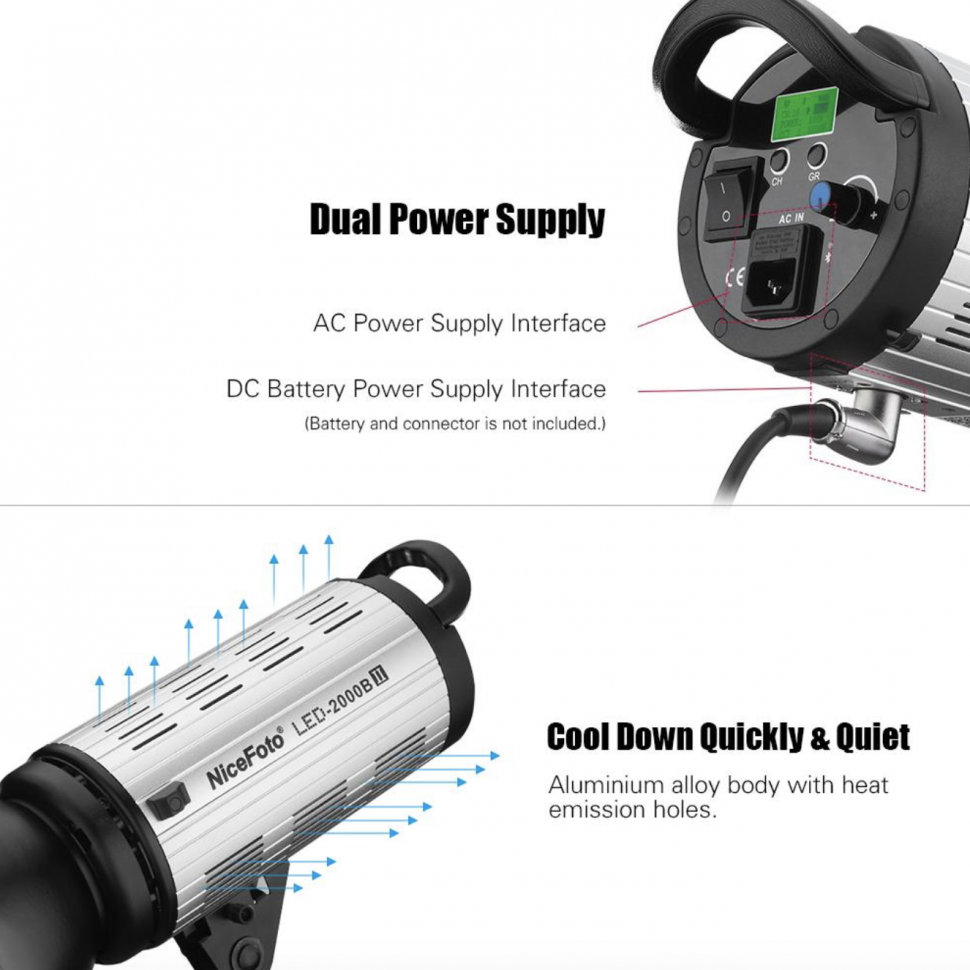 CH
GR
AC IN
I
O
- +
CE
Dual Power Supply
AC Power Supply Interface
DC Battery Power Supply Interface
(Battery and connector is not included.)
NiceFoto® LED-2000B II
Cool Down Quickly & Quiet
Aluminium alloy body with heat
emission holes.